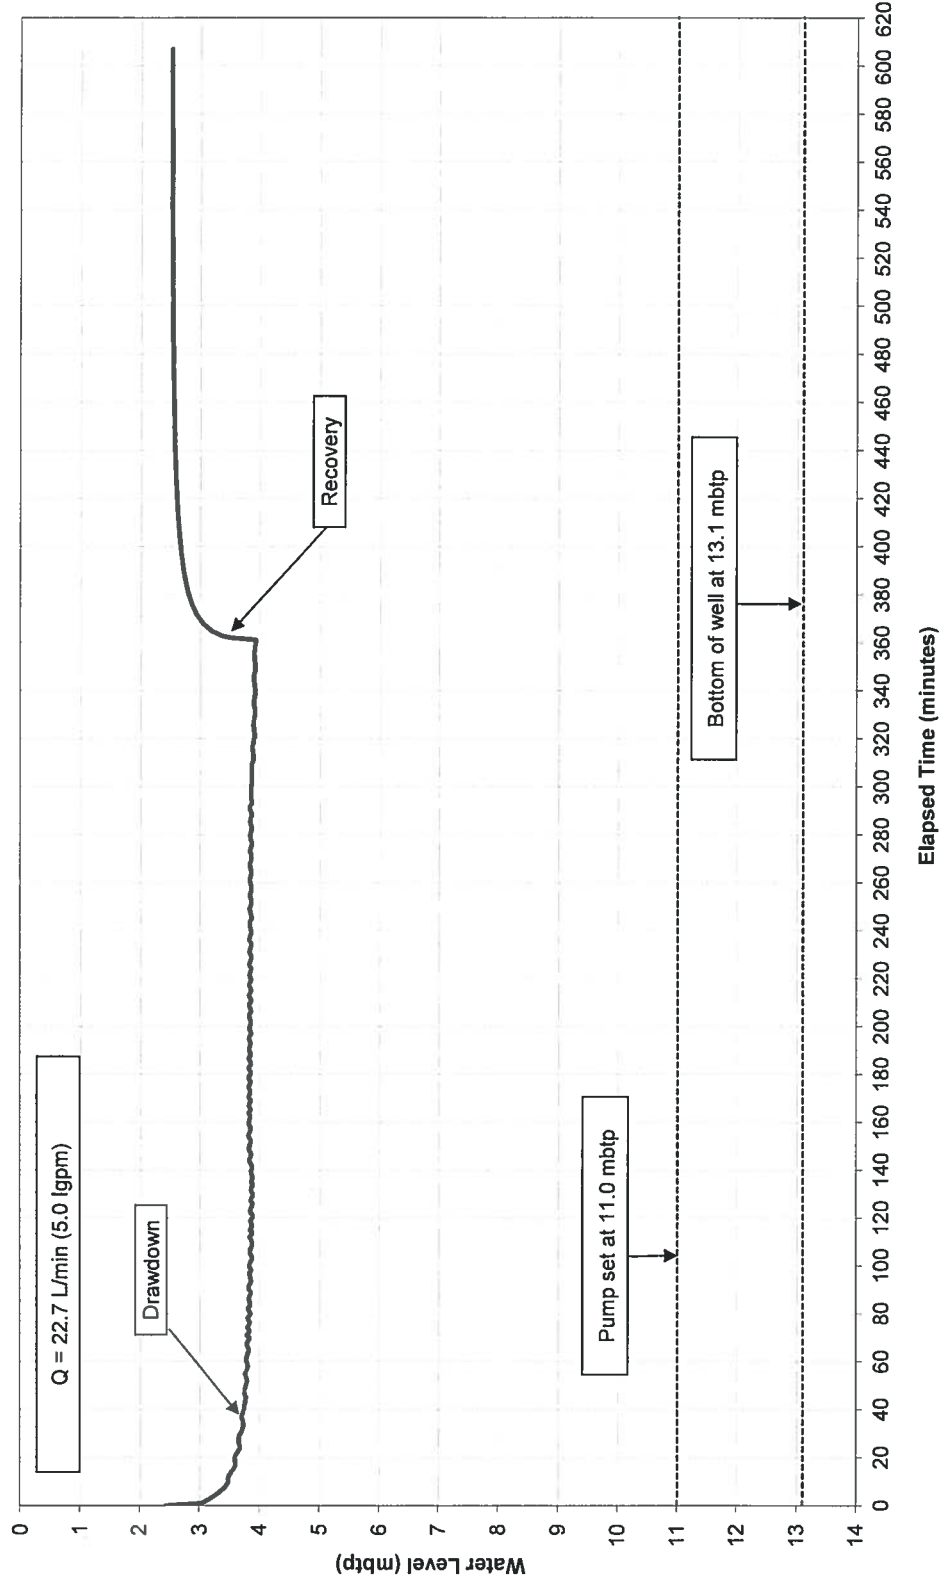 Q = 22.7 L/min (5.0 Igpm)
Drawdown
Recovery
Pump set at 11.0 mbtp
Bottom of well at 13.1 mbtp
Water Level (mbtp)
0
1
2
3
4
5
6
7
8
9
10
11
12
13
14
0 20 40 60 80 100 120 140 160 180 200 220 240 260 280 300 320 340 360 380 400 420 440 460 480 500 520 540 560 580 600 620
Elapsed Time (minutes)